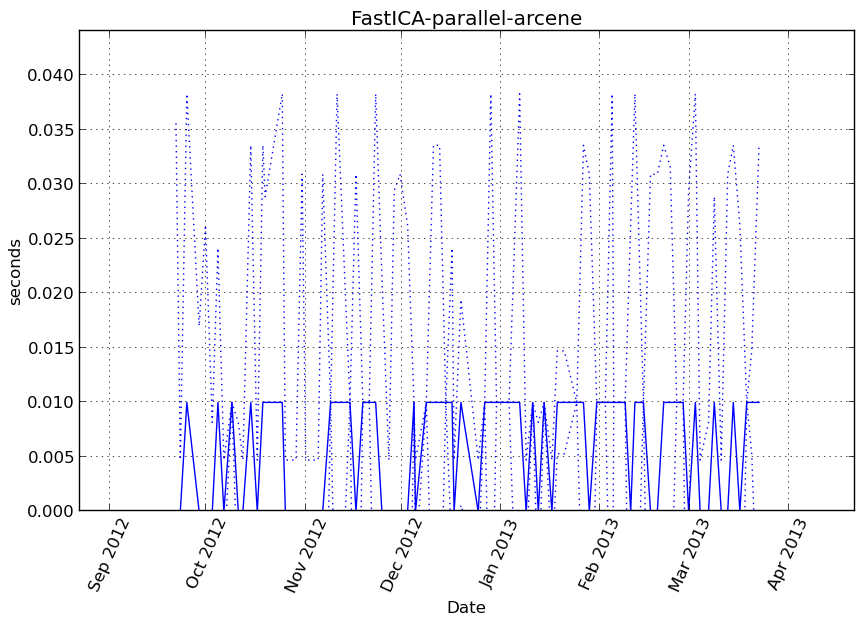 FastICA-parallel-arcene
0.040
0.035
0.030
0.025
0.020
0.015
0.010
0.005
0.000
seconds
Sep 2012
Oct 2012
Nov 2012
Dec 2012
Jan 2013
Feb 2013
Mar 2013
Apr 2013
Date